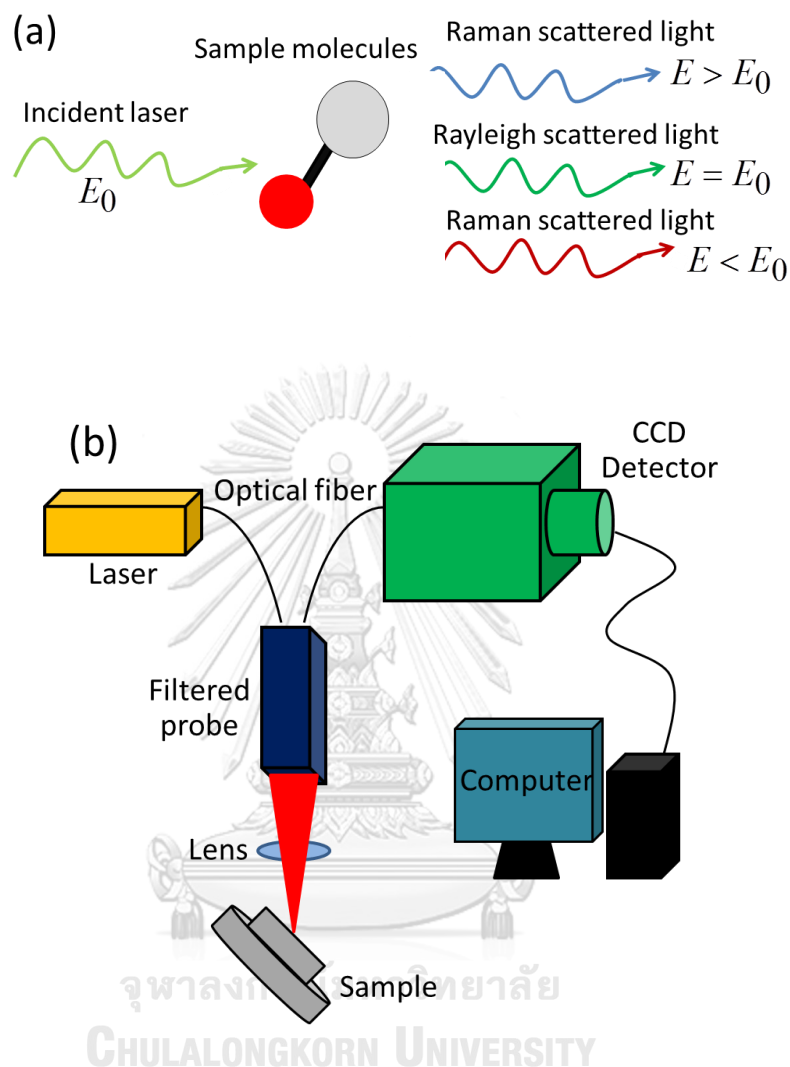 (a)
Sample molecules
Incident laser
E₀
Raman scattered light
E > E₀
Rayleigh scattered light
E = E₀
Raman scattered light
E < E₀
(b)
Laser
Optical fiber
CCD
Detector
Filtered
probe
Lens
Computer
Sample
จุฬาลงกรณ์มหาวิทยาลัย
CHULALONGKORN UNIVERSITY